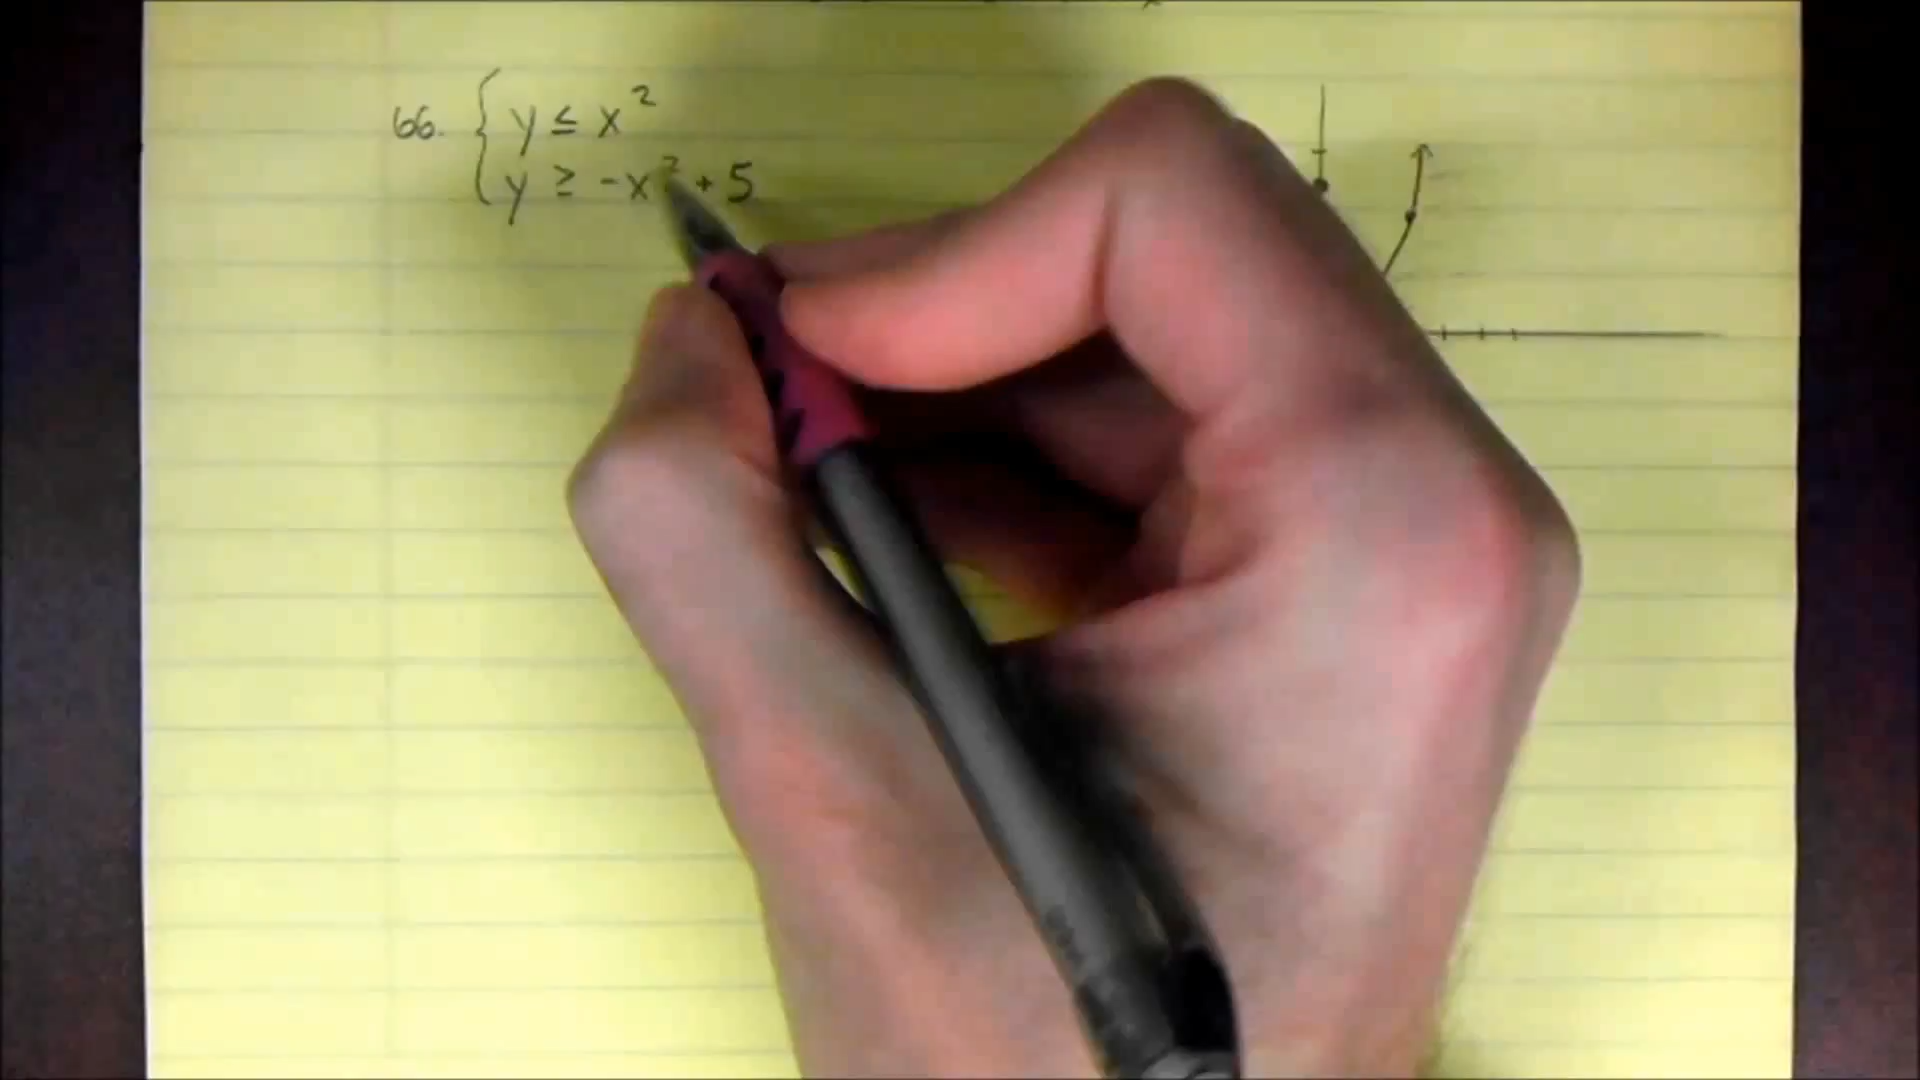 66. { y ≤ x²
y ≥ -x² + 5